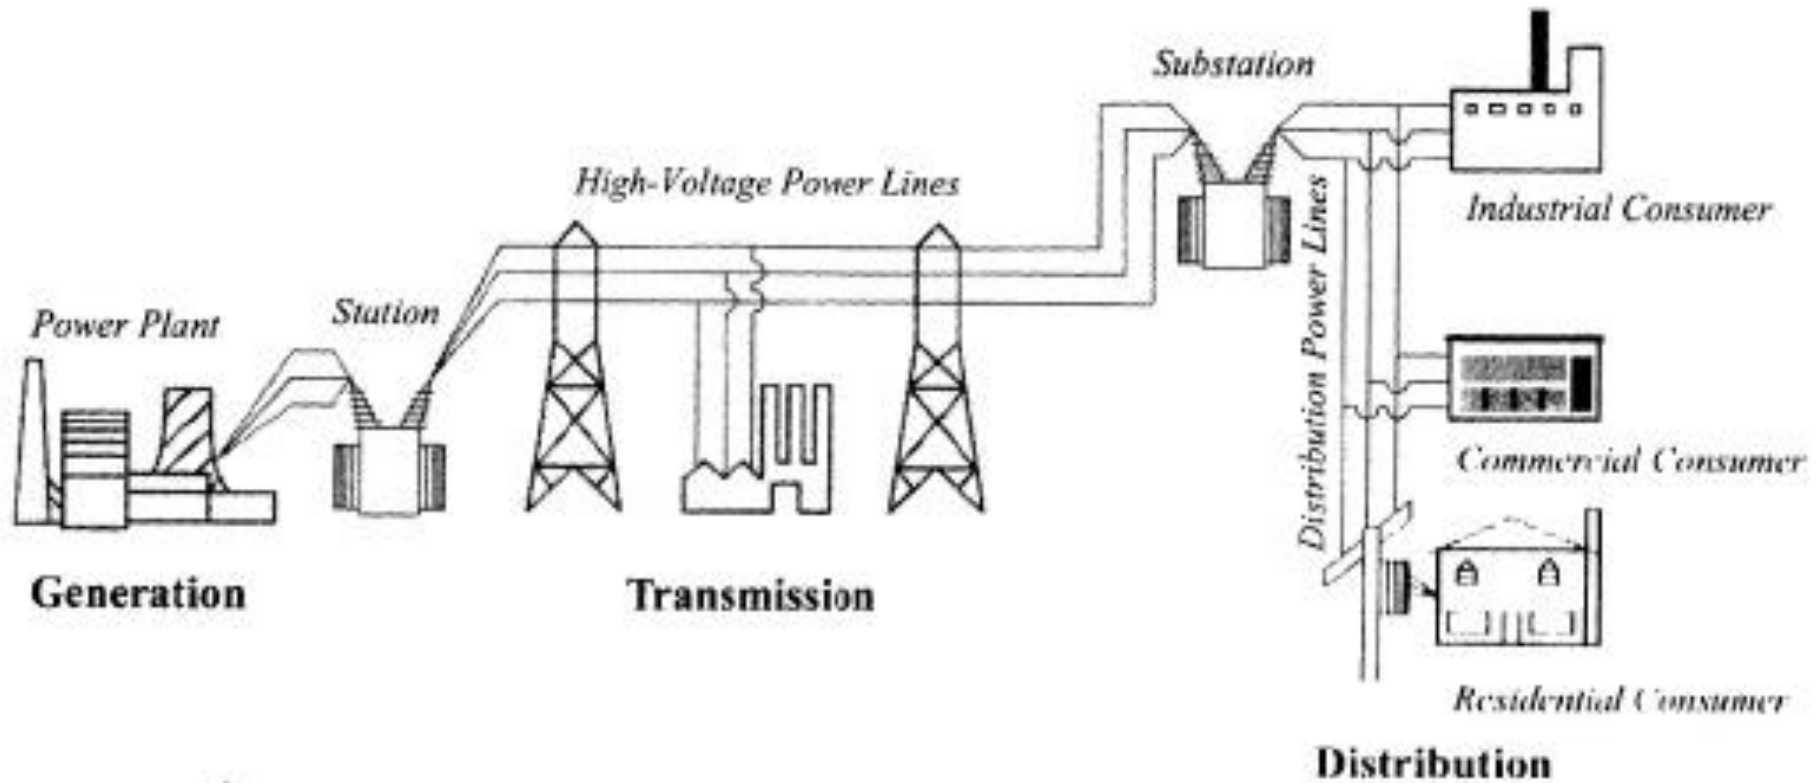 Substation
High-Voltage Power Lines
Industrial Consumer
Power Plant
Station
Distribution Power Lines
Commercial Consumer
Generation
Transmission
Residential Consumer
Distribution